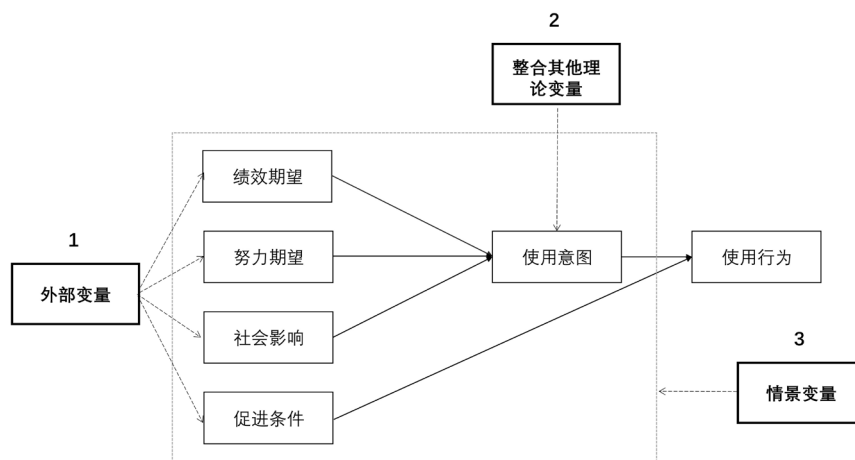 2
整合其他理
论变量
绩效期望
1
努力期望
使用意图
使用行为
外部变量
社会影响
3
促进条件
情景变量